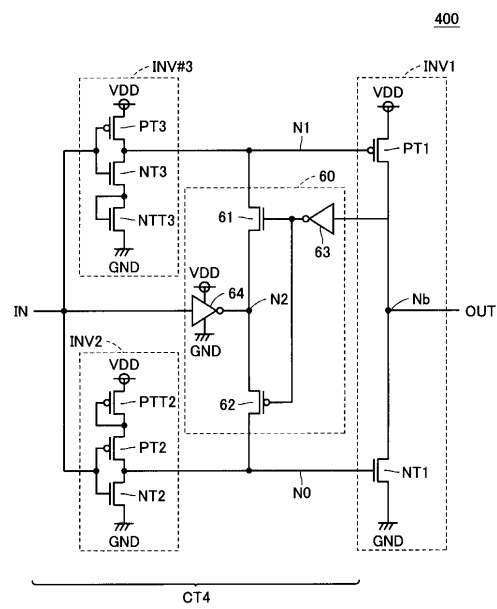 400
INV#3
INV1
VDD
VDD
PT3
N1
PT1
NT3
60
61
63
NTT3
GND
VDD
64
N2
Nb
IN
OUT
GND
INV2
VDD
PTT2
62
PT2
NT2
N0
NT1
GND
GND
CT4